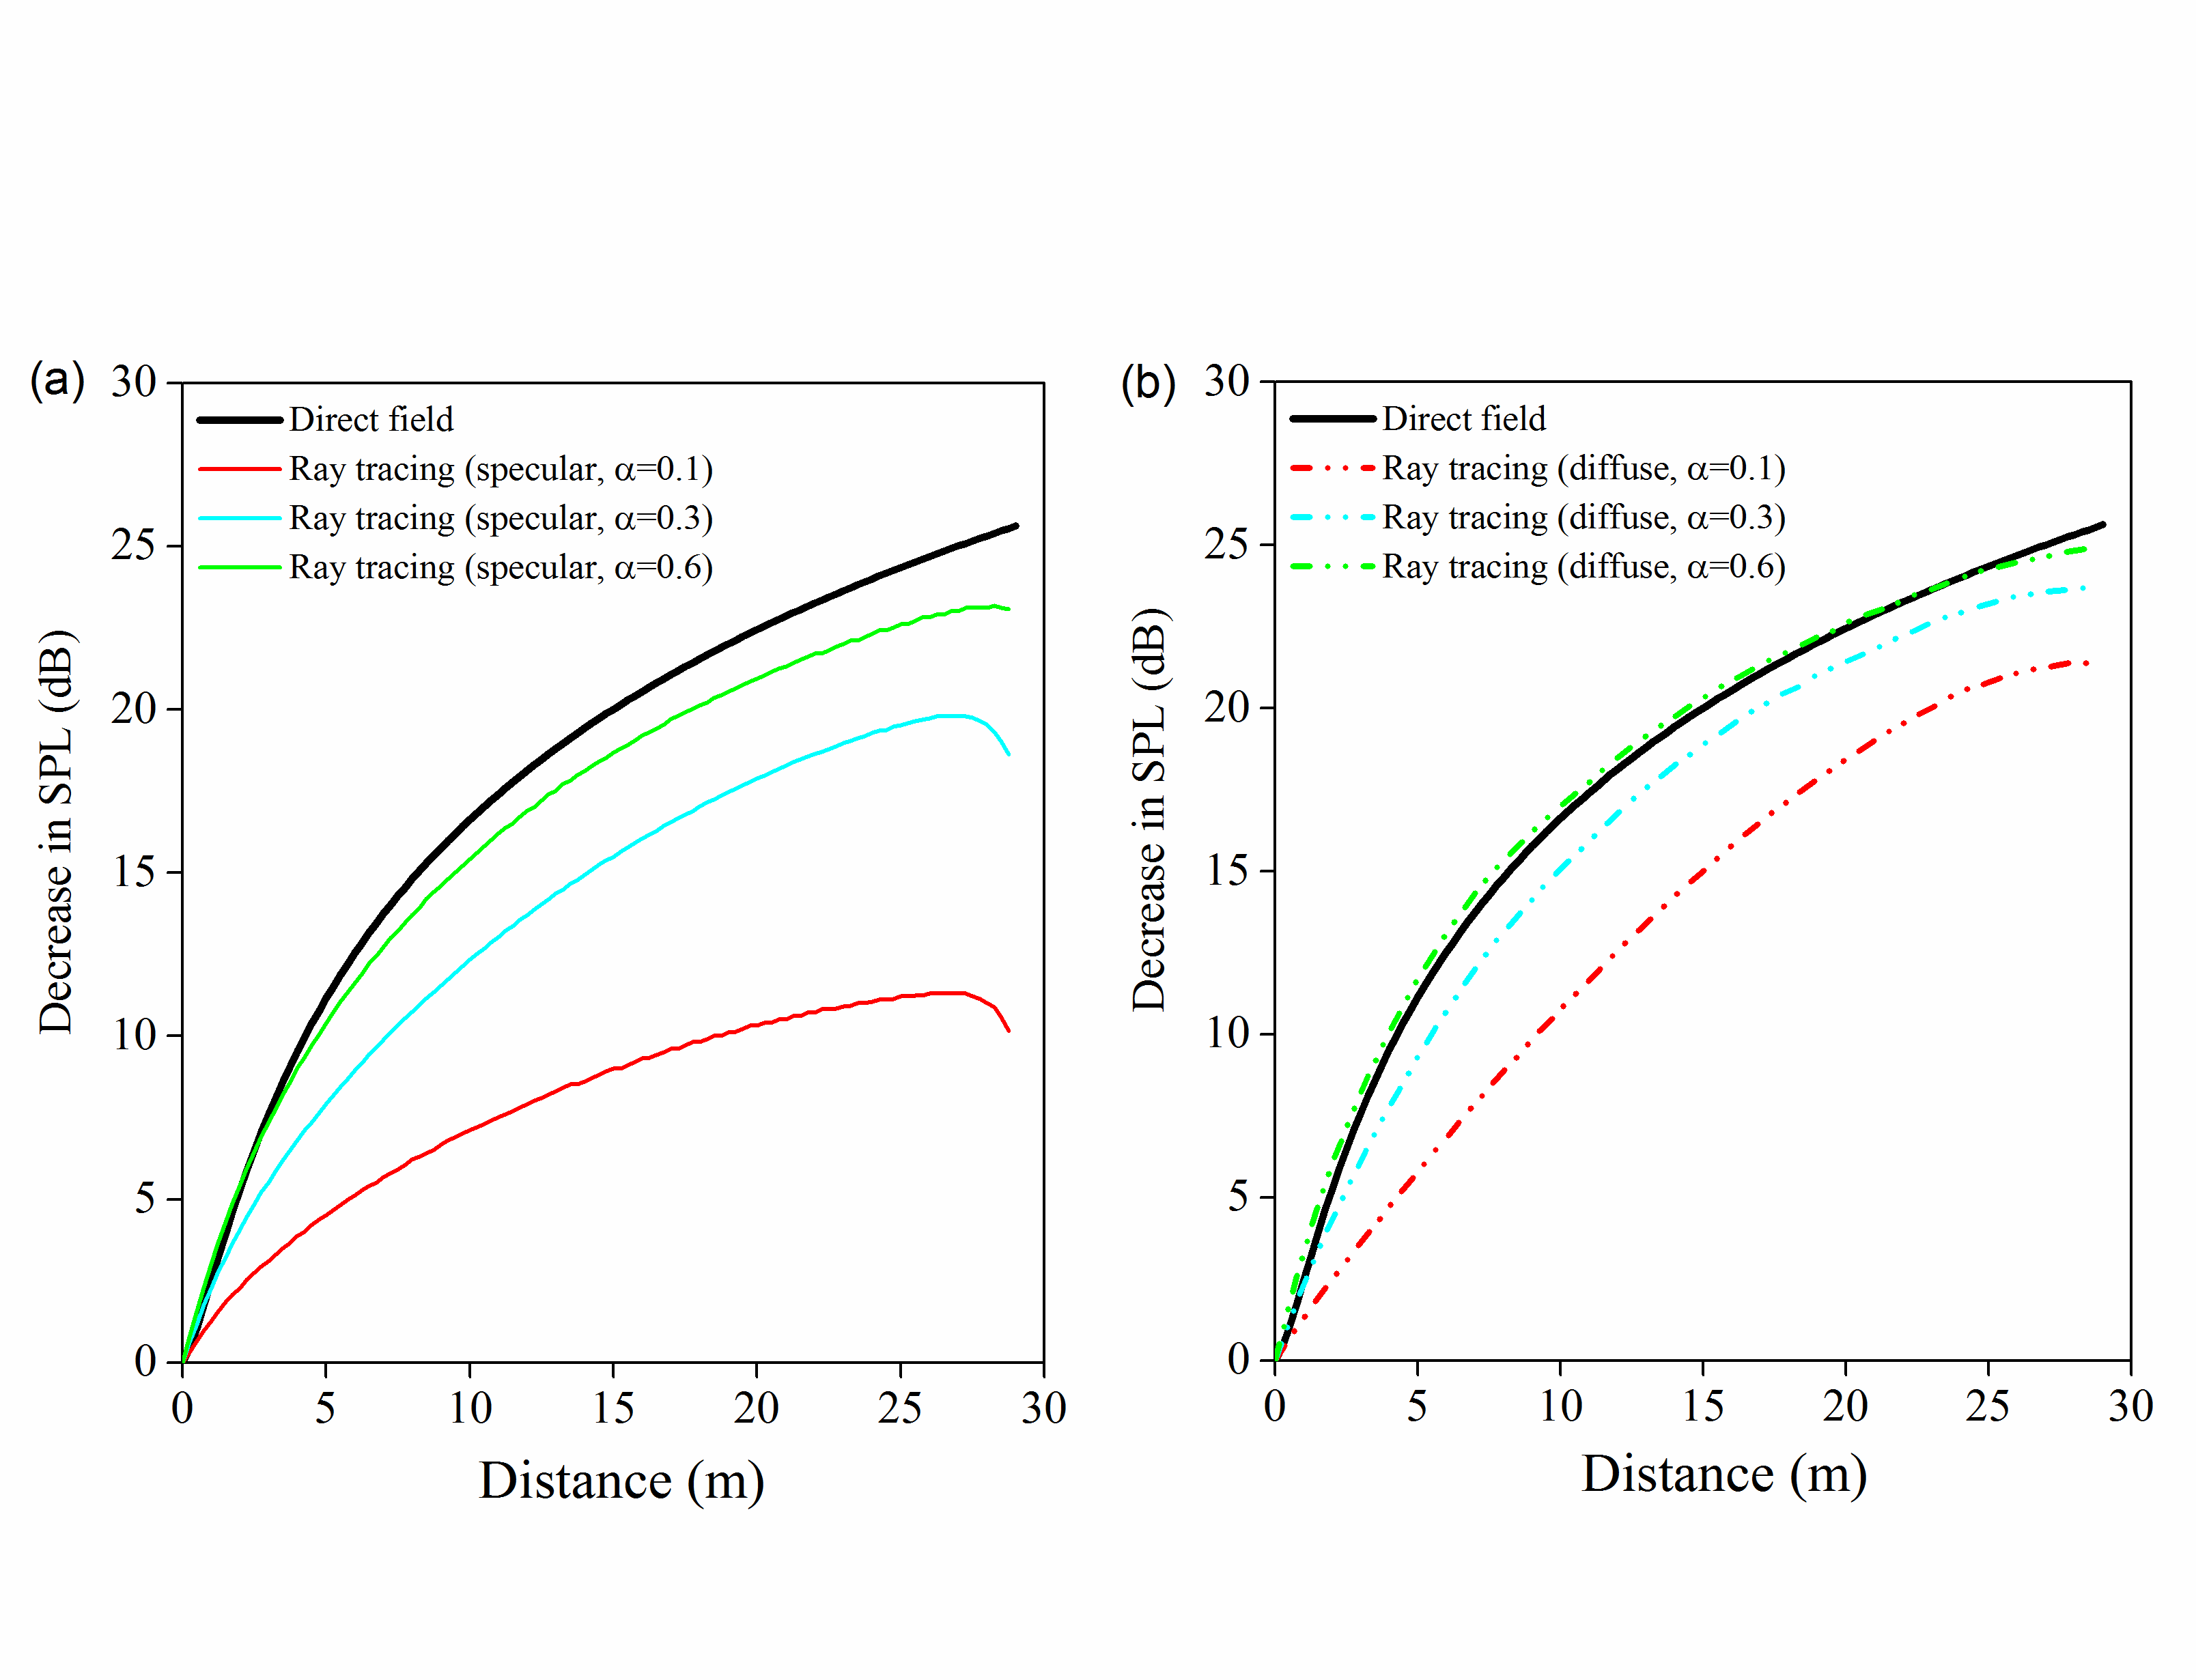 (a)
30
25
20
15
10
5
0
Decrease in SPL (dB)
Direct field
Ray tracing (specular, α=0.1)
Ray tracing (specular, α=0.3)
Ray tracing (specular, α=0.6)
0 5 10 15 20 25 30
Distance (m)
(b)
30
25
20
15
10
5
0
Decrease in SPL (dB)
Direct field
Ray tracing (diffuse, α=0.1)
Ray tracing (diffuse, α=0.3)
Ray tracing (diffuse, α=0.6)
0 5 10 15 20 25 30
Distance (m)